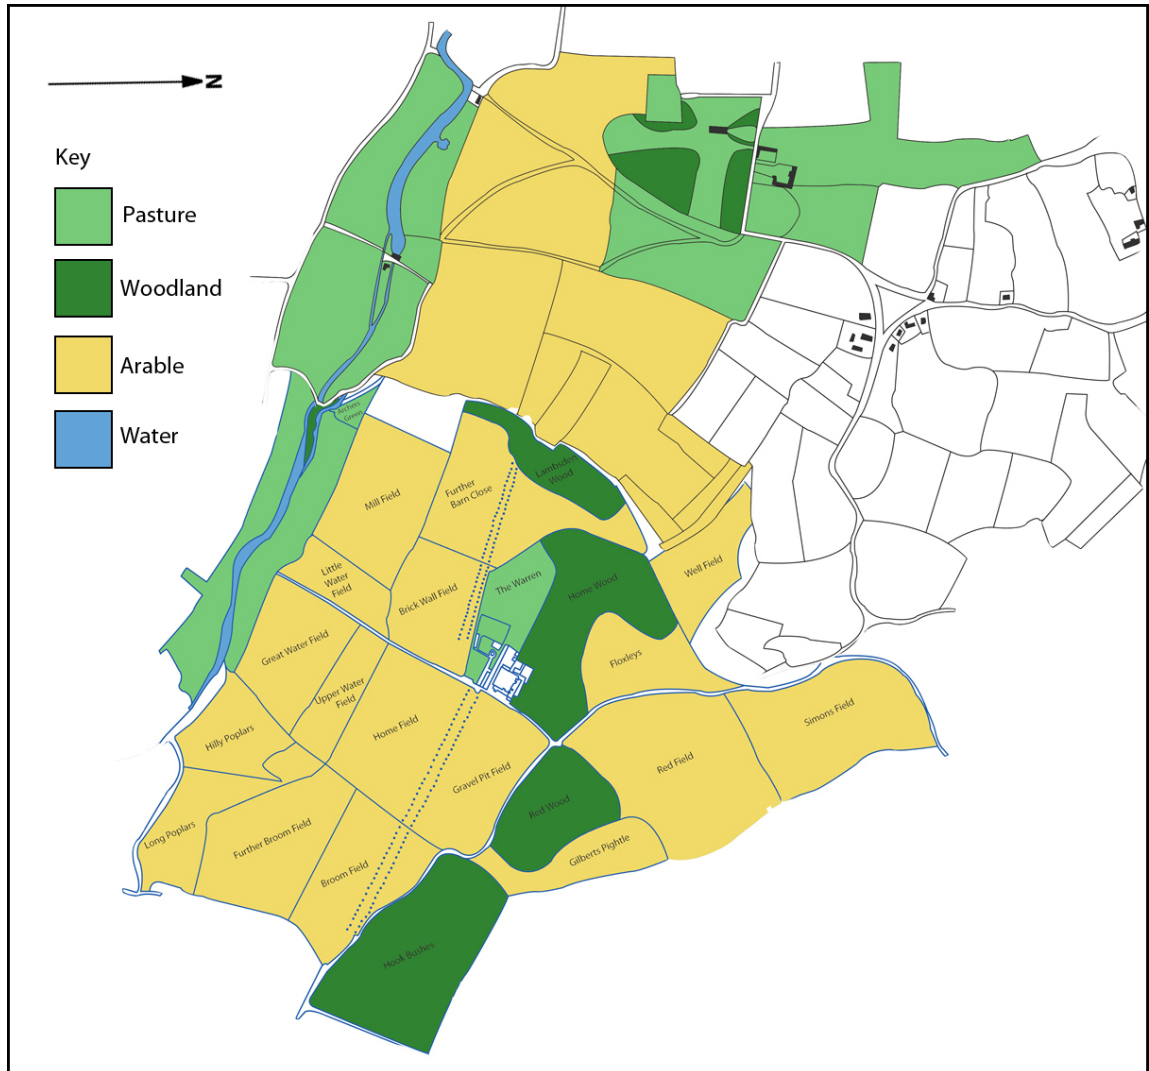 N
Key
Pasture
Woodland
Arable
Water
Archers
Green
Lambsden
Wood
Mill Field
Further
Barn Close
Little
Water
Field
Brick Wall Field
The Warren
Home Wood
Well Field
Great Water Field
Upper Water
Field
Floxleys
Hilly Poplars
Home Field
Gravel Pit Field
Red Field
Simons Field
Long Poplars
Further Broom Field
Broom Field
Red Wood
Gilberts Pightle
Hook Bushes